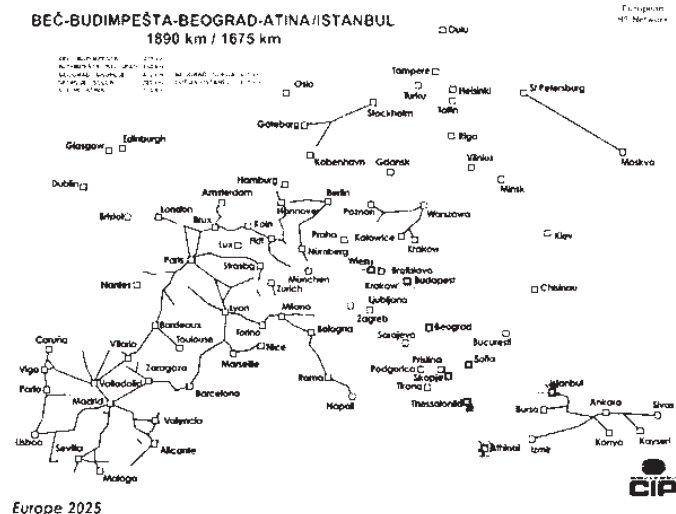 BEČ-BUDIMPEŠTA-BEOGRAD-ATINA/ISTANBUL
1890 km / 1675 km
European
HS Network
Oulu
Tampere
Turku
Helsinki
Oslo
Stockholm
Tallin
St Petersburg
Göteborg
Riga
Glasgow
Edinburgh
Kobenhavn
Gdansk
Vilnius
Moskva
Dublin
Hamburg
Minsk
Amsterdam
Berlin
Bristol
London
Hannover
Poznan
Warszawa
Brux
Koln
Praha
Katowice
Krakow
Kiev
Lux
Fkft
Nürnberg
Paris
Strasbg
Wien
Bratislava
München
Krakow
Budapest
Nantes
Zurich
Ljubljana
Chisinau
Lyon
Milano
Zagreb
Bordeaux
Torino
Bologna
Beograd
Coruña
Vitoria
Toulouse
Nice
Sarajevo
Bucuresti
Marseille
Vigo
Zaragoza
Roma
Pristina
Sofia
Valladolid
Podgorica
Skopje
Porto
Barcelona
Tirana
Istanbul
Madrid
Napoli
Thessaloniki
Bursa
Ankara
Sivas
Lisboa
Valyncia
Sevilla
Alicante
Athinai
Izmir
Konya
Kayseri
Malaga
CIP
Europe 2025